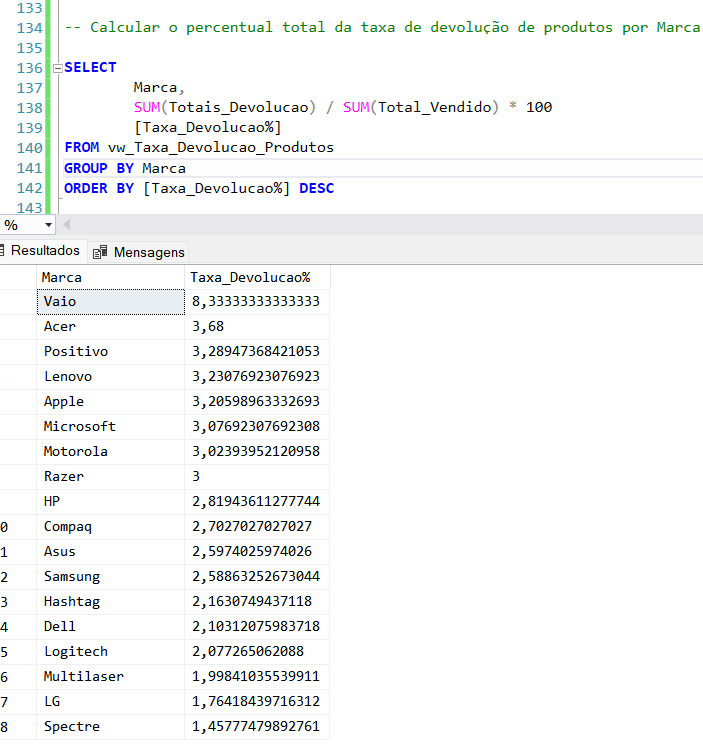 133
134 -- Calcular o percentual total da taxa de devolução de produtos por Marca
135
136 SELECT
137 Marca,
138 SUM(Totais_Devolucao) / SUM(Total_Vendido) * 100
139 [Taxa_Devolucao%]
140 FROM vw_Taxa_Devolucao_Produtos
141 GROUP BY Marca
142 ORDER BY [Taxa_Devolucao%] DESC
143
%
Resultados Mensagens
Marca Taxa_Devolucao%
Vaio 8,33333333333333
Acer 3,68
Positivo 3,28947368421053
Lenovo 3,23076923076923
Apple 3,20598963332693
Microsoft 3,07692307692308
Motorola 3,02393952120958
Razer 3
HP 2,81943611277744
0 Compaq 2,7027027027027
1 Asus 2,5974025974026
2 Samsung 2,58863252673044
3 Hashtag 2,1630749437118
4 Dell 2,10312075983718
5 Logitech 2,077265062088
6 Multilaser 1,99841035539911
7 LG 1,76418439716312
8 Spectre 1,45777479892761